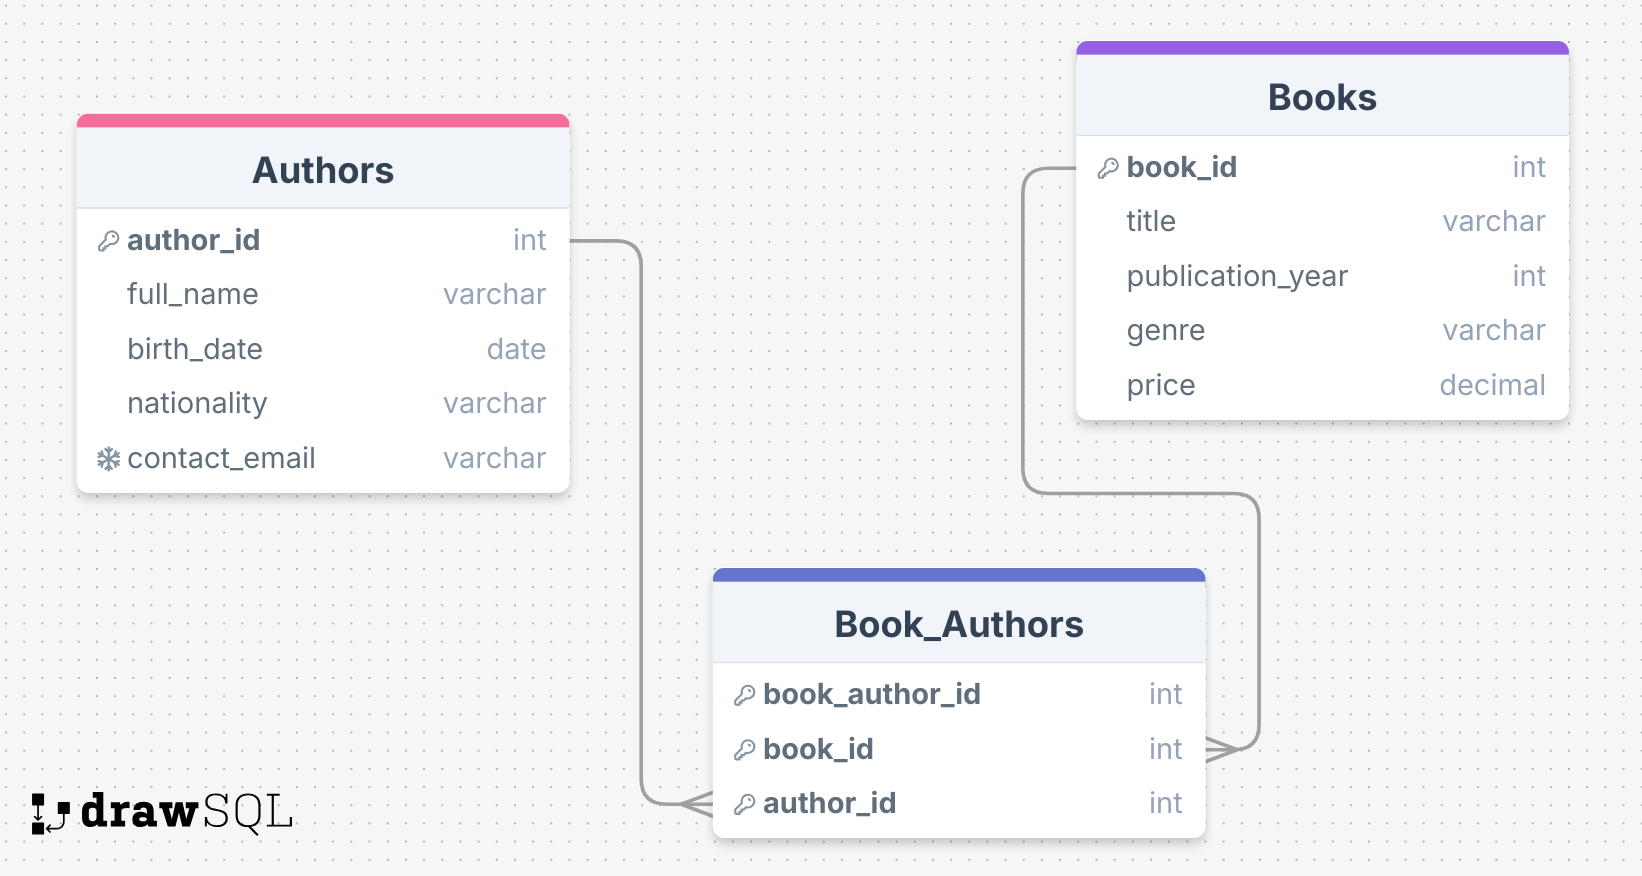 Authors
author_id int
full_name varchar
birth_date date
nationality varchar
contact_email varchar
Books
book_id int
title varchar
publication_year int
genre varchar
price decimal
Book_Authors
book_author_id int
book_id int
author_id int
drawSQL